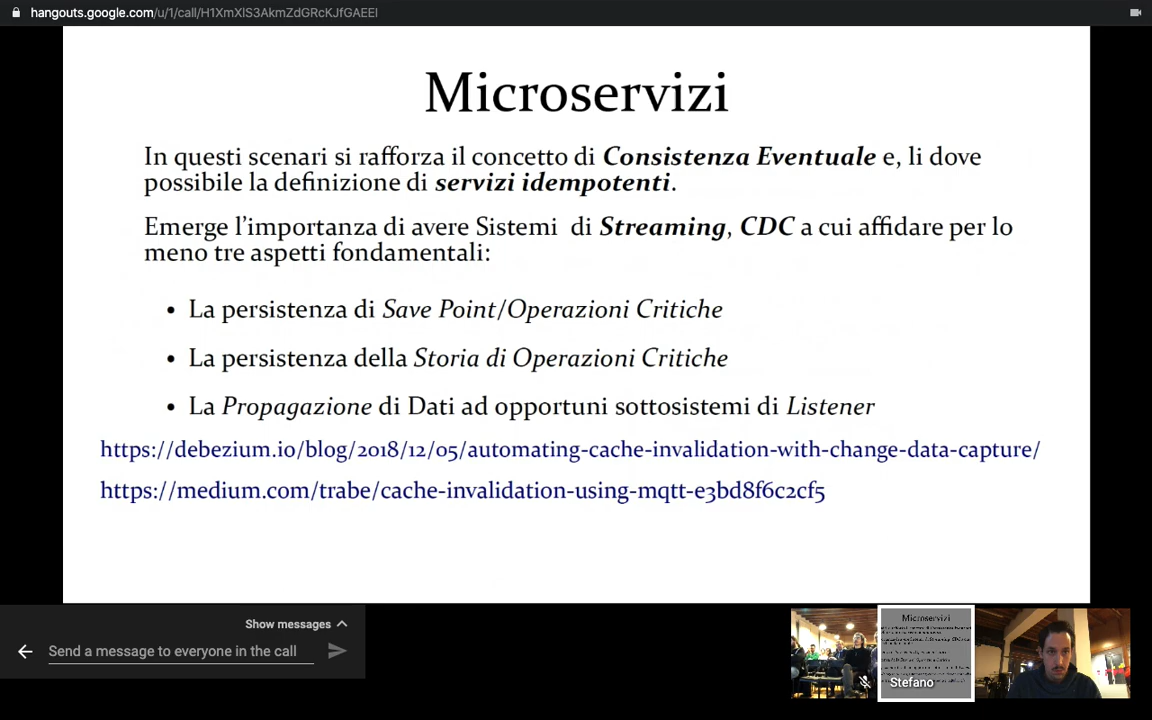 hangouts.google.com/u/1/call/H1XmXlS3AkmZdGRcKJfGAEEI
Microservizi
In questi scenari si rafforza il concetto di Consistenza Eventuale e, li dove
possibile la definizione di servizi idempotenti.
Emerge l’importanza di avere Sistemi di Streaming, CDC a cui affidare per lo
meno tre aspetti fondamentali:
• La persistenza di Save Point/Operazioni Critiche
• La persistenza della Storia di Operazioni Critiche
• La Propagazione di Dati ad opportuni sottosistemi di Listener
https://debezium.io/blog/2018/12/05/automating-cache-invalidation-with-change-data-capture/
https://medium.com/trabe/cache-invalidation-using-mqtt-e3bd8f6c2cf5
Show messages
Send a message to everyone in the call
Microservizi
Stefano